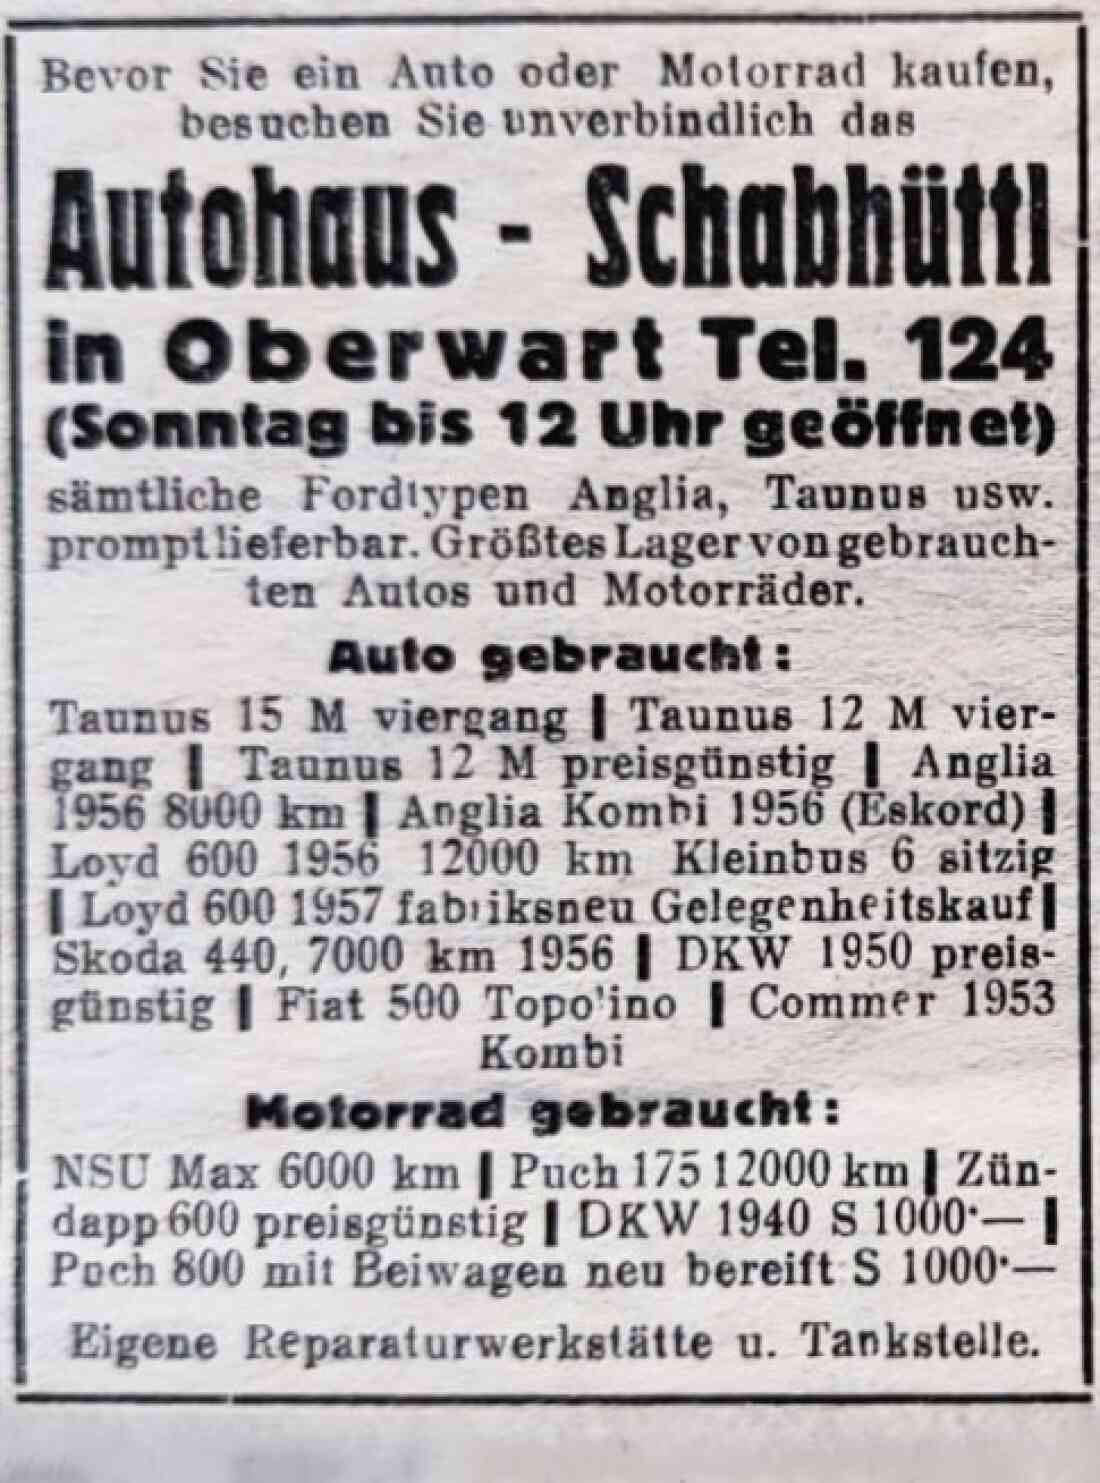 Bevor Sie ein Auto oder Motorrad kaufen,
besuchen Sie unverbindlich das
Autohaus - Schabhüttl
in Oberwart Tel. 124
(Sonntag bis 12 Uhr geöffnet)
sämtliche Fordtypen Anglia, Taunus usw.
prompt lieferbar. Größtes Lager von gebrauch-
ten Autos und Motorräder.
Auto gebraucht:
Taunus 15 M viergang | Taunus 12 M vier-
gang | Taunus 12 M preisgünstig | Anglia
1956 8000 km | Anglia Kombi 1956 (Eskord) |
Loyd 600 1956 12000 km Kleinbus 6 sitzig
| Loyd 600 1957 fabriksneu Gelegenheitskauf |
Skoda 440, 7000 km 1956 | DKW 1950 preis-
günstig | Fiat 500 Topolino | Commer 1953
Kombi
Motorrad gebraucht:
NSU Max 6000 km | Puch 175 12000 km | Zün-
dapp 600 preisgünstig | DKW 1940 S 1000·— |
Puch 800 mit Beiwagen neu bereift S 1000·—
Eigene Reparaturwerkstätte u. Tankstelle.